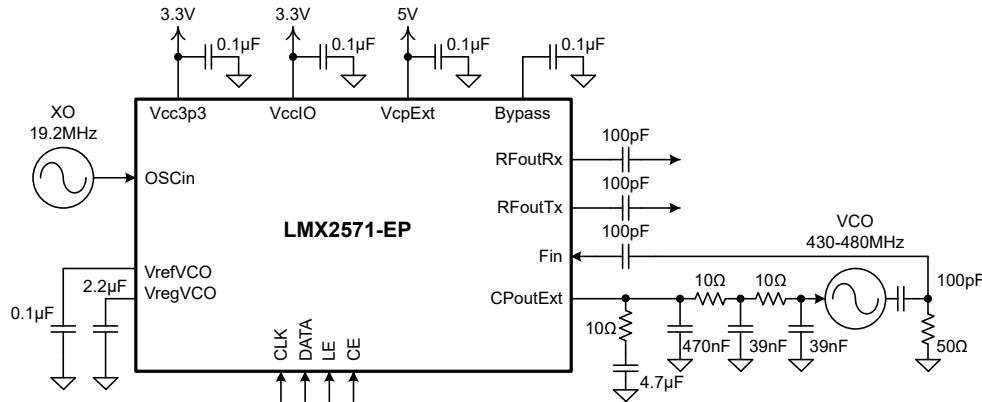 3.3V
3.3V
5V
0.1µF
0.1µF
0.1µF
0.1µF
Vcc3p3
VccIO
VcpExt
Bypass
XO
19.2MHz
OSCin
LMX2571-EP
RFoutRx
100pF
RFoutTx
100pF
Fin
100pF
VCO
430-480MHz
100pF
CPoutExt
10Ω
10Ω
10Ω
470nF
39nF
39nF
50Ω
4.7µF
VrefVCO
VregVCO
2.2µF
0.1µF
CLK
DATA
LE
CE